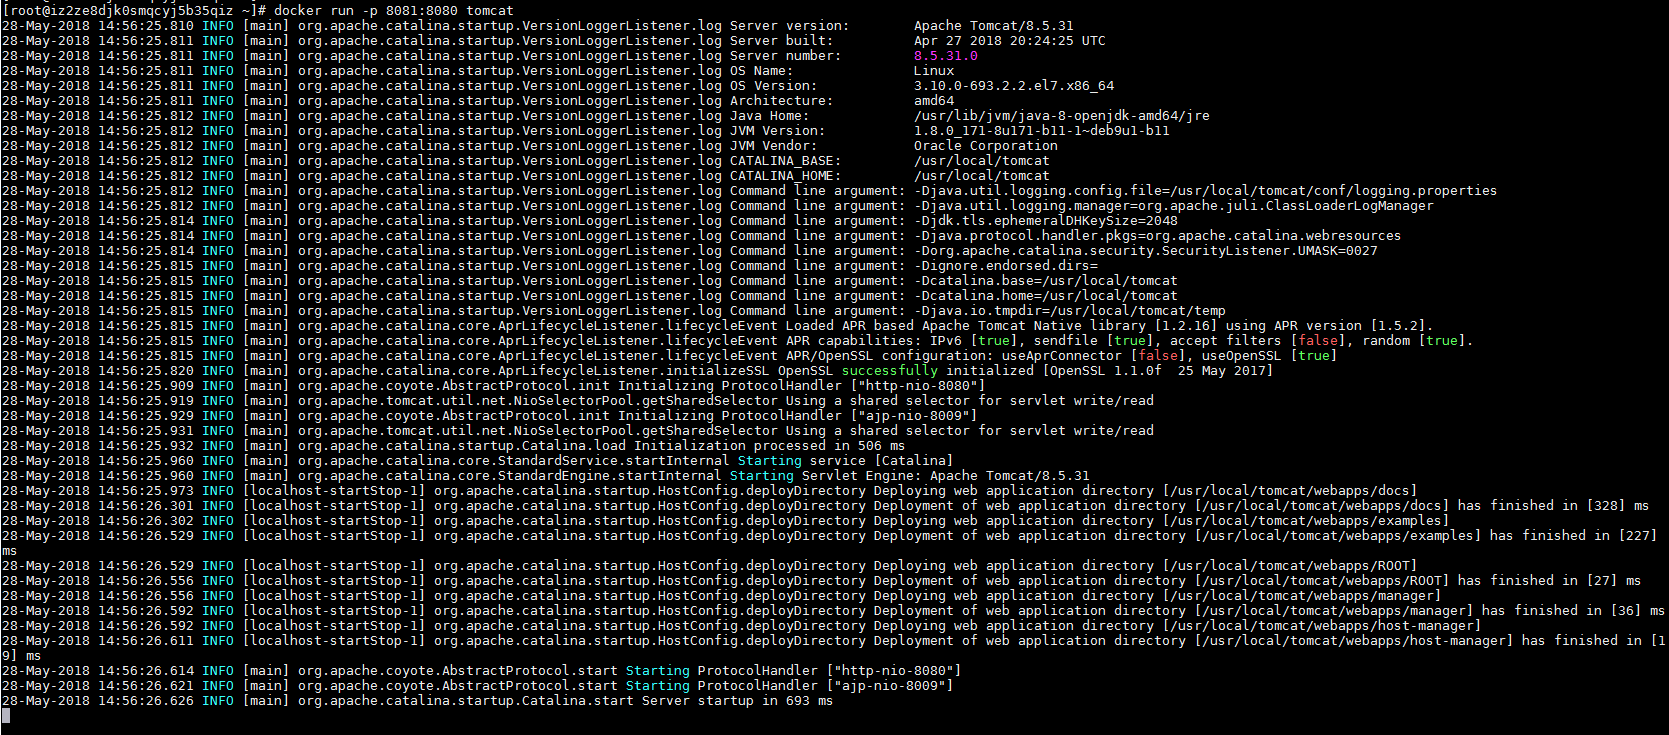 [root@iz2ze8djk0smqcyj5b35qiz ~]# docker run -p 8081:8080 tomcat
28-May-2018 14:56:25.810 INFO [main] org.apache.catalina.startup.VersionLoggerListener.log Server version:        Apache Tomcat/8.5.31
28-May-2018 14:56:25.811 INFO [main] org.apache.catalina.startup.VersionLoggerListener.log Server built:          Apr 27 2018 20:24:25 UTC
28-May-2018 14:56:25.811 INFO [main] org.apache.catalina.startup.VersionLoggerListener.log Server number:         8.5.31.0
28-May-2018 14:56:25.811 INFO [main] org.apache.catalina.startup.VersionLoggerListener.log OS Name:               Linux
28-May-2018 14:56:25.811 INFO [main] org.apache.catalina.startup.VersionLoggerListener.log OS Version:            3.10.0-693.2.2.el7.x86_64
28-May-2018 14:56:25.811 INFO [main] org.apache.catalina.startup.VersionLoggerListener.log Architecture:          amd64
28-May-2018 14:56:25.812 INFO [main] org.apache.catalina.startup.VersionLoggerListener.log Java Home:             /usr/lib/jvm/java-8-openjdk-amd64/jre
28-May-2018 14:56:25.812 INFO [main] org.apache.catalina.startup.VersionLoggerListener.log JVM Version:           1.8.0_171-8u171-b11-1~deb9u1-b11
28-May-2018 14:56:25.812 INFO [main] org.apache.catalina.startup.VersionLoggerListener.log JVM Vendor:            Oracle Corporation
28-May-2018 14:56:25.812 INFO [main] org.apache.catalina.startup.VersionLoggerListener.log CATALINA_BASE:         /usr/local/tomcat
28-May-2018 14:56:25.812 INFO [main] org.apache.catalina.startup.VersionLoggerListener.log CATALINA_HOME:         /usr/local/tomcat
28-May-2018 14:56:25.812 INFO [main] org.apache.catalina.startup.VersionLoggerListener.log Command line argument: -Djava.util.logging.config.file=/usr/local/tomcat/conf/logging.properties
28-May-2018 14:56:25.812 INFO [main] org.apache.catalina.startup.VersionLoggerListener.log Command line argument: -Djava.util.logging.manager=org.apache.juli.ClassLoaderLogManager
28-May-2018 14:56:25.814 INFO [main] org.apache.catalina.startup.VersionLoggerListener.log Command line argument: -Djdk.tls.ephemeralDHKeySize=2048
28-May-2018 14:56:25.814 INFO [main] org.apache.catalina.startup.VersionLoggerListener.log Command line argument: -Djava.protocol.handler.pkgs=org.apache.catalina.webresources
28-May-2018 14:56:25.814 INFO [main] org.apache.catalina.startup.VersionLoggerListener.log Command line argument: -Dorg.apache.catalina.security.SecurityListener.UMASK=0027
28-May-2018 14:56:25.815 INFO [main] org.apache.catalina.startup.VersionLoggerListener.log Command line argument: -Dignore.endorsed.dirs=
28-May-2018 14:56:25.815 INFO [main] org.apache.catalina.startup.VersionLoggerListener.log Command line argument: -Dcatalina.base=/usr/local/tomcat
28-May-2018 14:56:25.815 INFO [main] org.apache.catalina.startup.VersionLoggerListener.log Command line argument: -Dcatalina.home=/usr/local/tomcat
28-May-2018 14:56:25.815 INFO [main] org.apache.catalina.startup.VersionLoggerListener.log Command line argument: -Djava.io.tmpdir=/usr/local/tomcat/temp
28-May-2018 14:56:25.815 INFO [main] org.apache.catalina.core.AprLifecycleListener.lifecycleEvent Loaded APR based Apache Tomcat Native library [1.2.16] using APR version [1.5.2].
28-May-2018 14:56:25.815 INFO [main] org.apache.catalina.core.AprLifecycleListener.lifecycleEvent APR capabilities: IPv6 [true], sendfile [true], accept filters [false], random [true].
28-May-2018 14:56:25.815 INFO [main] org.apache.catalina.core.AprLifecycleListener.lifecycleEvent APR/OpenSSL configuration: useAprConnector [false], useOpenSSL [true]
28-May-2018 14:56:25.820 INFO [main] org.apache.catalina.core.AprLifecycleListener.initializeSSL OpenSSL successfully initialized [OpenSSL 1.1.0f  25 May 2017]
28-May-2018 14:56:25.909 INFO [main] org.apache.coyote.AbstractProtocol.init Initializing ProtocolHandler ["http-nio-8080"]
28-May-2018 14:56:25.919 INFO [main] org.apache.tomcat.util.net.NioSelectorPool.getSharedSelector Using a shared selector for servlet write/read
28-May-2018 14:56:25.929 INFO [main] org.apache.coyote.AbstractProtocol.init Initializing ProtocolHandler ["ajp-nio-8009"]
28-May-2018 14:56:25.931 INFO [main] org.apache.tomcat.util.net.NioSelectorPool.getSharedSelector Using a shared selector for servlet write/read
28-May-2018 14:56:25.932 INFO [main] org.apache.catalina.startup.Catalina.load Initialization processed in 506 ms
28-May-2018 14:56:25.960 INFO [main] org.apache.catalina.core.StandardService.startInternal Starting service [Catalina]
28-May-2018 14:56:25.960 INFO [main] org.apache.catalina.core.StandardEngine.startInternal Starting Servlet Engine: Apache Tomcat/8.5.31
28-May-2018 14:56:25.973 INFO [localhost-startStop-1] org.apache.catalina.startup.HostConfig.deployDirectory Deploying web application directory [/usr/local/tomcat/webapps/docs]
28-May-2018 14:56:26.301 INFO [localhost-startStop-1] org.apache.catalina.startup.HostConfig.deployDirectory Deployment of web application directory [/usr/local/tomcat/webapps/docs] has finished in [328] ms
28-May-2018 14:56:26.302 INFO [localhost-startStop-1] org.apache.catalina.startup.HostConfig.deployDirectory Deploying web application directory [/usr/local/tomcat/webapps/examples]
28-May-2018 14:56:26.529 INFO [localhost-startStop-1] org.apache.catalina.startup.HostConfig.deployDirectory Deployment of web application directory [/usr/local/tomcat/webapps/examples] has finished in [227]
ms
28-May-2018 14:56:26.529 INFO [localhost-startStop-1] org.apache.catalina.startup.HostConfig.deployDirectory Deploying web application directory [/usr/local/tomcat/webapps/ROOT]
28-May-2018 14:56:26.556 INFO [localhost-startStop-1] org.apache.catalina.startup.HostConfig.deployDirectory Deployment of web application directory [/usr/local/tomcat/webapps/ROOT] has finished in [27] ms
28-May-2018 14:56:26.556 INFO [localhost-startStop-1] org.apache.catalina.startup.HostConfig.deployDirectory Deploying web application directory [/usr/local/tomcat/webapps/manager]
28-May-2018 14:56:26.592 INFO [localhost-startStop-1] org.apache.catalina.startup.HostConfig.deployDirectory Deployment of web application directory [/usr/local/tomcat/webapps/manager] has finished in [36] ms
28-May-2018 14:56:26.592 INFO [localhost-startStop-1] org.apache.catalina.startup.HostConfig.deployDirectory Deploying web application directory [/usr/local/tomcat/webapps/host-manager]
28-May-2018 14:56:26.611 INFO [localhost-startStop-1] org.apache.catalina.startup.HostConfig.deployDirectory Deployment of web application directory [/usr/local/tomcat/webapps/host-manager] has finished in [1
9] ms
28-May-2018 14:56:26.614 INFO [main] org.apache.coyote.AbstractProtocol.start Starting ProtocolHandler ["http-nio-8080"]
28-May-2018 14:56:26.621 INFO [main] org.apache.coyote.AbstractProtocol.start Starting ProtocolHandler ["ajp-nio-8009"]
28-May-2018 14:56:26.626 INFO [main] org.apache.catalina.startup.Catalina.start Server startup in 693 ms